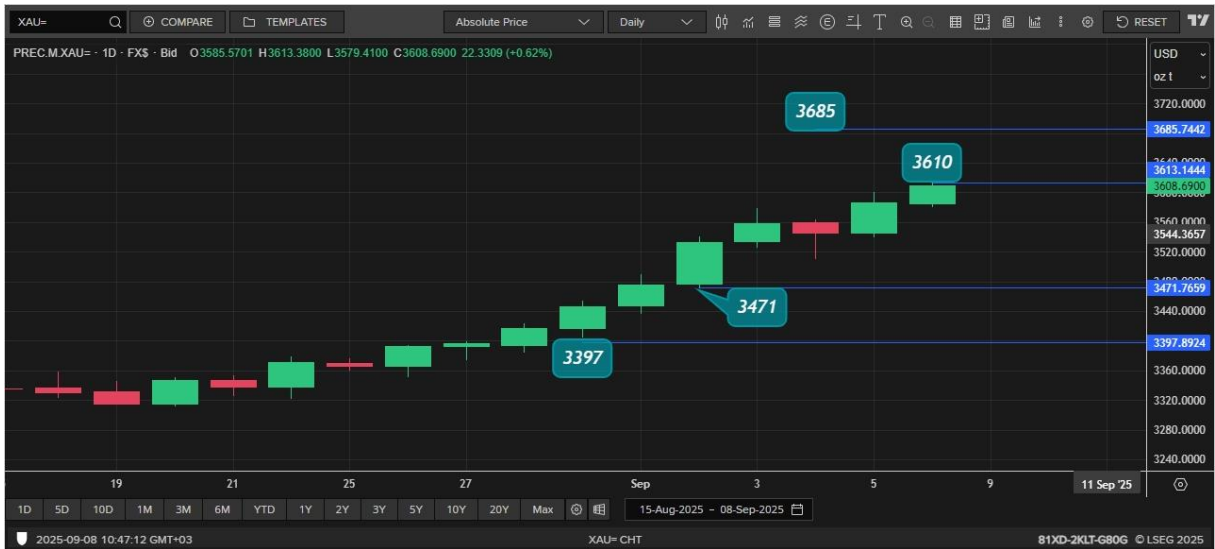 XAU=
COMPARE
TEMPLATES
Absolute Price
Daily
RESET
PREC.M.XAU= · 1D · FX$ · Bid O3585.5701 H3613.3800 L3579.4100 C3608.6900 22.3309 (+0.62%)
USD
oz t
3720.0000
3685
3685.7442
3610
3640.0000
3613.1444
3608.6900
3560.0000
3544.3657
3520.0000
3471.7659
3471
3440.0000
3397.8924
3397
3360.0000
3320.0000
3280.0000
3240.0000
19 21 25 27 Sep 3 5 9 11 Sep '25
1D 5D 10D 1M 3M 6M YTD 1Y 2Y 3Y 5Y 10Y 20Y Max 15-Aug-2025 - 08-Sep-2025
2025-09-08 10:47:12 GMT+03 XAU= CHT 81XD-2KLT-G80G © LSEG 2025